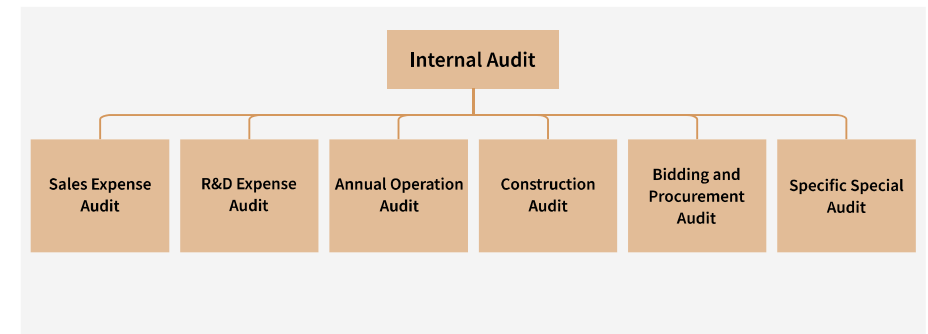 Internal Audit
Sales Expense
Audit
R&D Expense
Audit
Annual Operation
Audit
Construction
Audit
Bidding and
Procurement
Audit
Specific Special
Audit